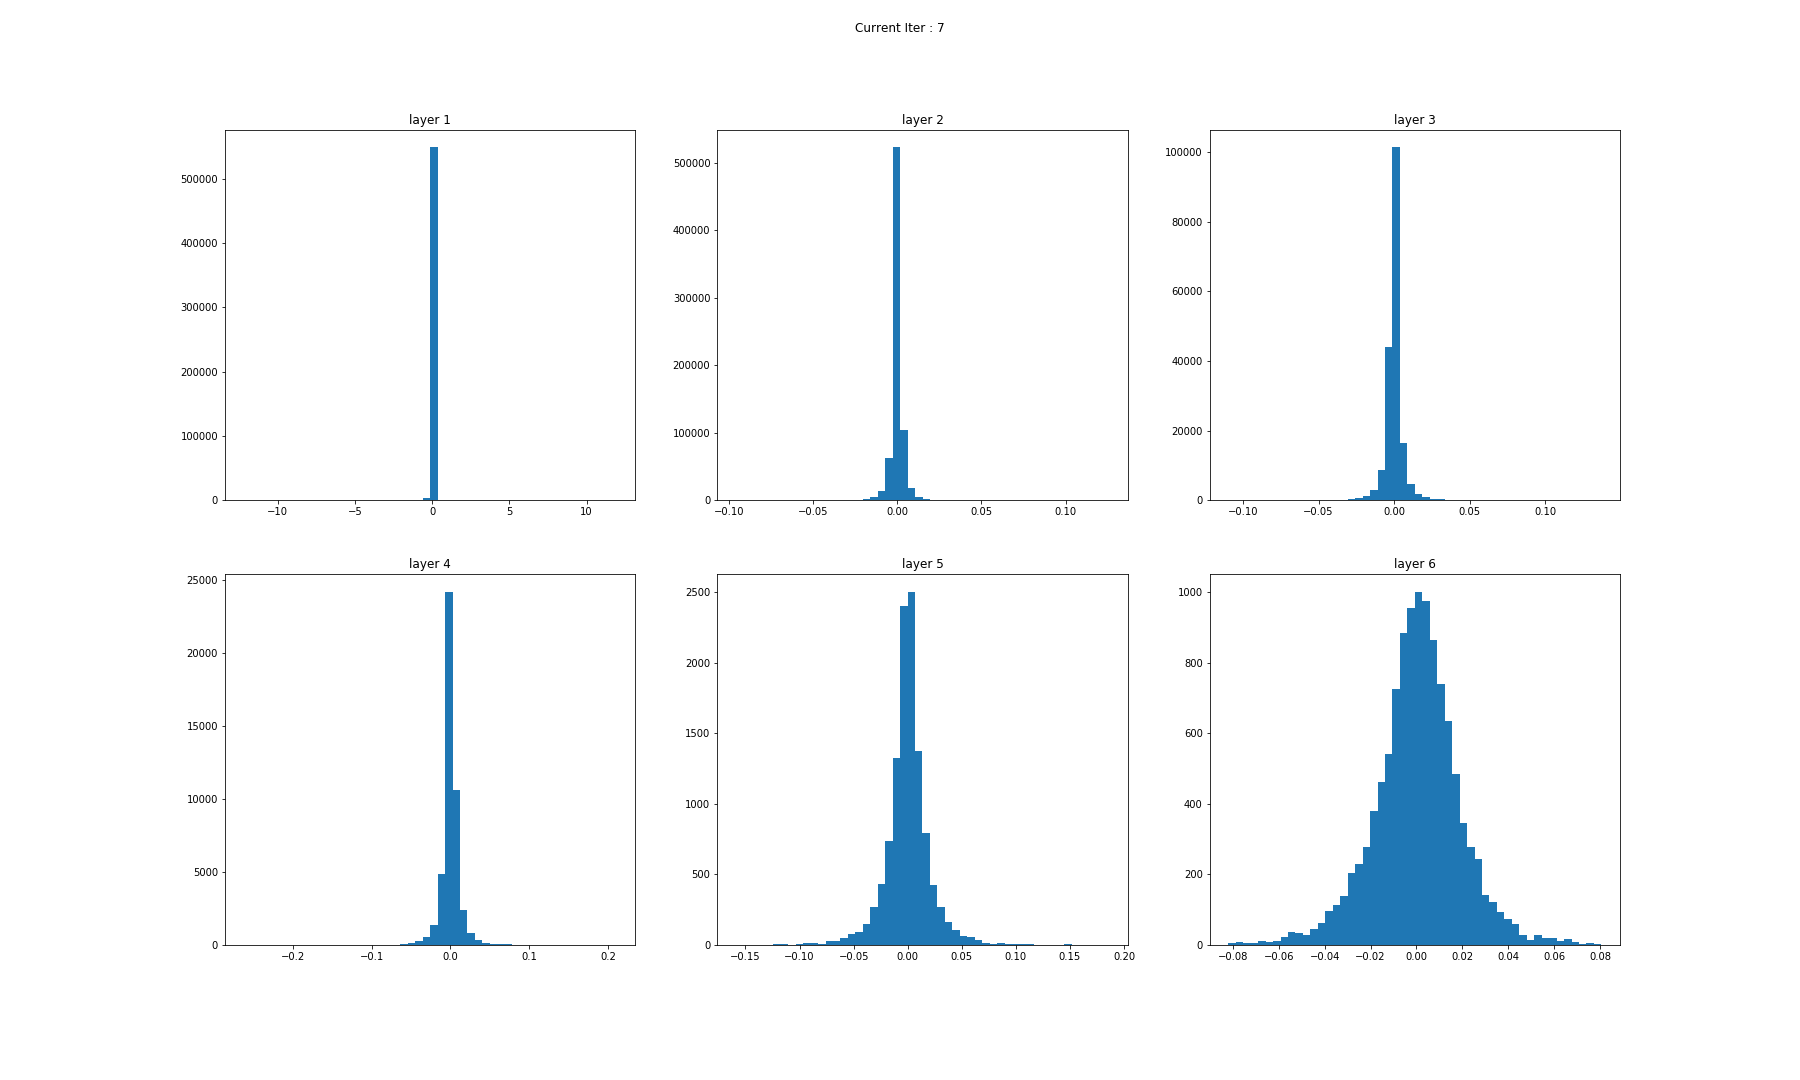 Current Iter : 7
layer 1
layer 2
layer 3
500000
400000
300000
200000
100000
0
−10 −5 0 5 10
500000
400000
300000
200000
100000
0
−0.10 −0.05 0.00 0.05 0.10
100000
80000
60000
40000
20000
0
−0.10 −0.05 0.00 0.05 0.10
layer 4
layer 5
layer 6
25000
20000
15000
10000
5000
0
−0.2 −0.1 0.0 0.1 0.2
2500
2000
1500
1000
500
0
−0.15 −0.10 −0.05 0.00 0.05 0.10 0.15 0.20
1000
800
600
400
200
0
−0.08 −0.06 −0.04 −0.02 0.00 0.02 0.04 0.06 0.08